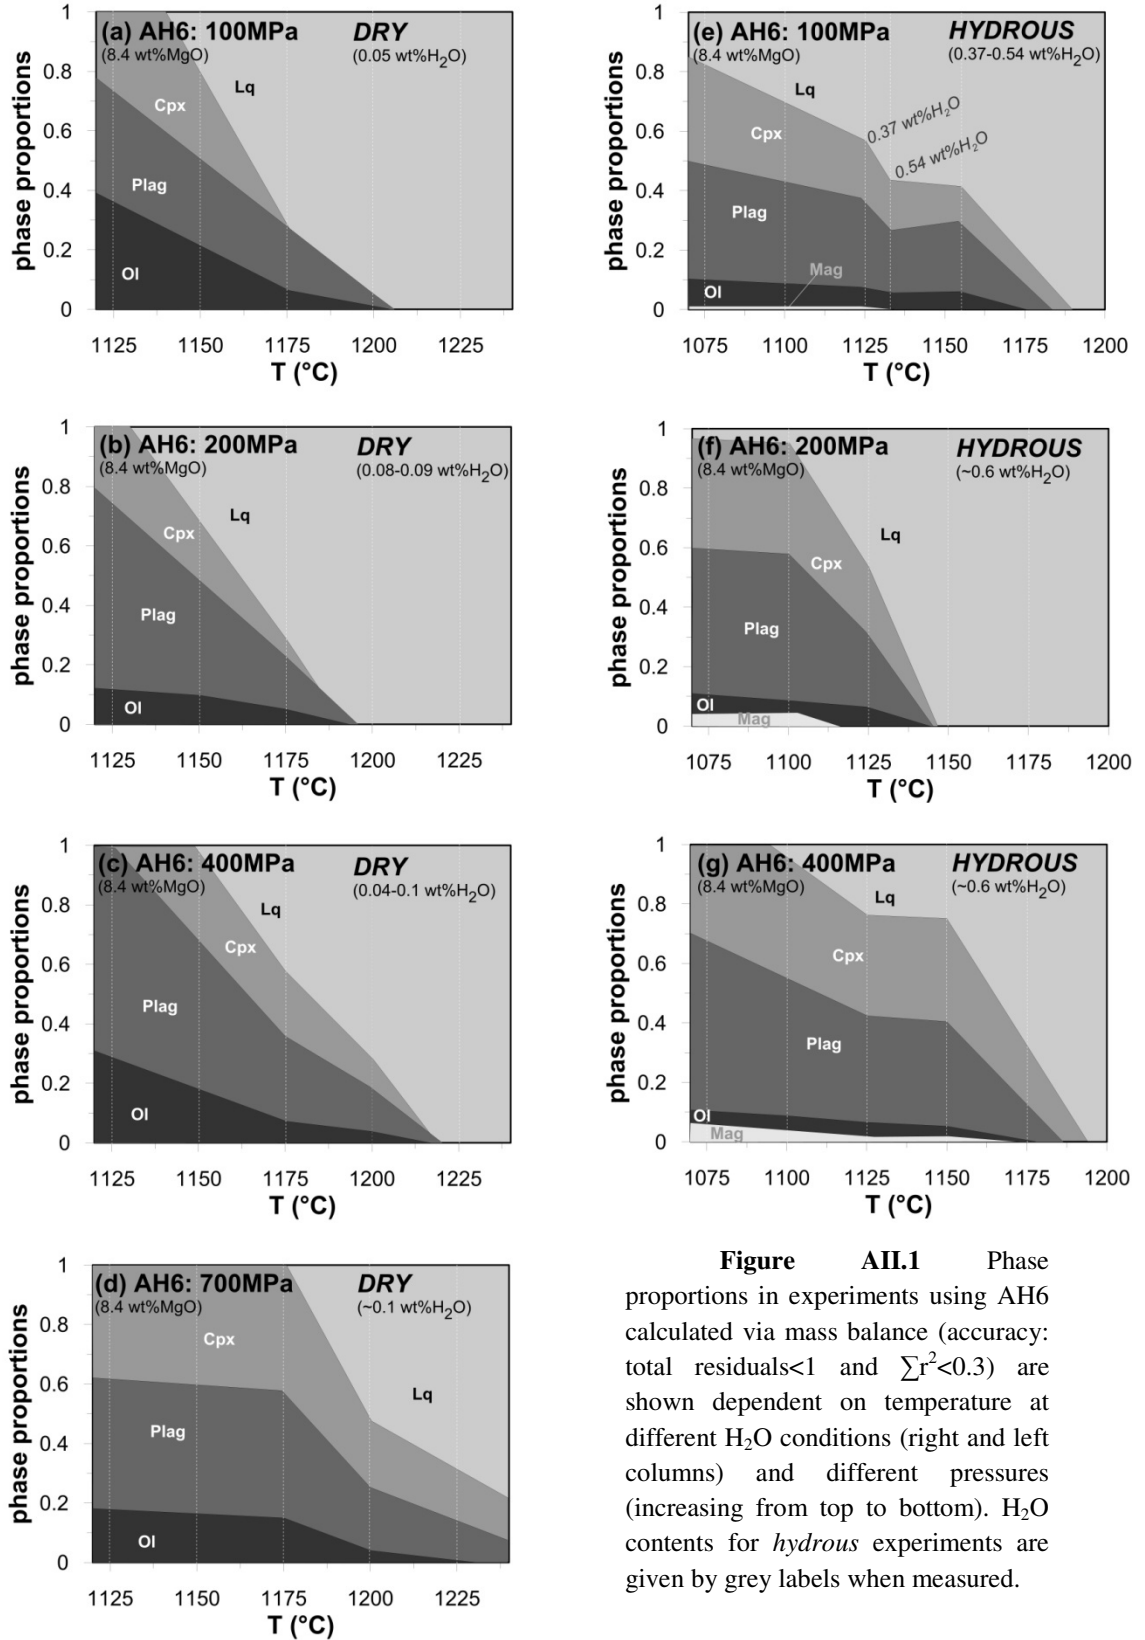 (a) AH6: 100MPa
(8.4 wt%MgO)
DRY
(0.05 wt%H₂O)
phase proportions
1
0.8
0.6
0.4
0.2
0
Lq
Cpx
Plag
Ol
1125 1150 1175 1200 1225
T (°C)
(e) AH6: 100MPa
(8.4 wt%MgO)
HYDROUS
(0.37-0.54 wt%H₂O)
phase proportions
1
0.8
0.6
0.4
0.2
0
Lq
Cpx
0.37 wt%H₂O
0.54 wt%H₂O
Plag
Mag
Ol
1075 1100 1125 1150 1175 1200
T (°C)
(b) AH6: 200MPa
(8.4 wt%MgO)
DRY
(0.08-0.09 wt%H₂O)
phase proportions
1
0.8
0.6
0.4
0.2
0
Lq
Cpx
Plag
Ol
1125 1150 1175 1200 1225
T (°C)
(f) AH6: 200MPa
(8.4 wt%MgO)
HYDROUS
(~0.6 wt%H₂O)
phase proportions
1
0.8
0.6
0.4
0.2
0
Lq
Cpx
Plag
Ol
Mag
1075 1100 1125 1150 1175 1200
T (°C)
(c) AH6: 400MPa
(8.4 wt%MgO)
DRY
(0.04-0.1 wt%H₂O)
phase proportions
1
0.8
0.6
0.4
0.2
0
Lq
Cpx
Plag
Ol
1125 1150 1175 1200 1225
T (°C)
(g) AH6: 400MPa
(8.4 wt%MgO)
HYDROUS
(~0.6 wt%H₂O)
phase proportions
1
0.8
0.6
0.4
0.2
0
Lq
Cpx
Plag
Ol
Mag
1075 1100 1125 1150 1175 1200
T (°C)
(d) AH6: 700MPa
(8.4 wt%MgO)
DRY
(~0.1 wt%H₂O)
phase proportions
1
0.8
0.6
0.4
0.2
0
Cpx
Lq
Plag
Ol
1125 1150 1175 1200 1225
T (°C)
Figure AII.1 Phase
proportions in experiments using AH6
calculated via mass balance (accuracy:
total residuals<1 and ∑r²<0.3) are
shown dependent on temperature at
different H₂O conditions (right and left
columns) and different pressures
(increasing from top to bottom). H₂O
contents for hydrous experiments are
given by grey labels when measured.